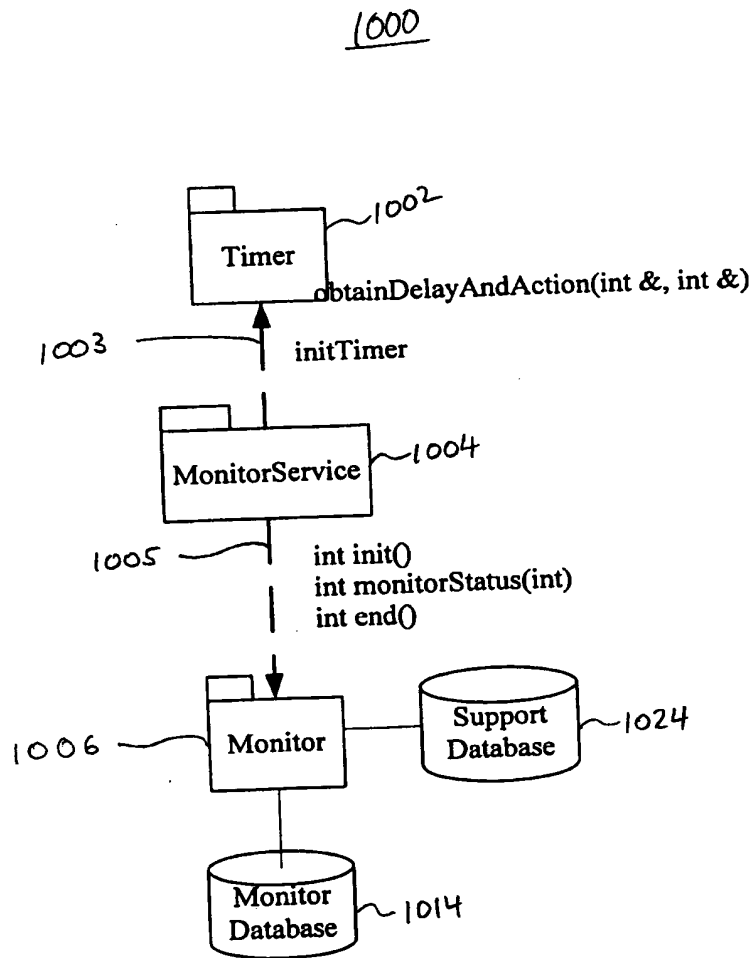 1000
1002
Timer
obtainDelayAndAction(int &, int &)
1003
initTimer
1004
MonitorService
1005
int init()
int monitorStatus(int)
int end()
1006
Monitor
Support
Database
1024
Monitor
Database
1014